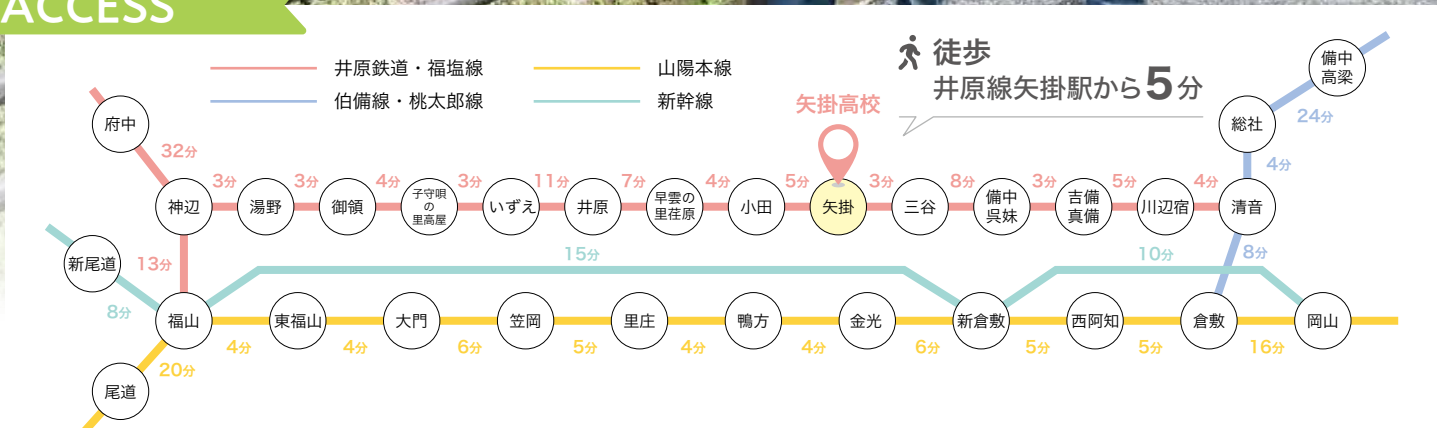 ACCESS
井原鉄道・福塩線
山陽本線
伯備線・桃太郎線
新幹線
徒歩
井原線矢掛駅から5分
矢掛高校
備中
高梁
24分
総社
4分
府中
32分
神辺
3分
湯野
3分
御領
4分
子守唄
の
里高屋
3分
いずえ
11分
井原
7分
早雲の
里荏原
4分
小田
5分
矢掛
3分
三谷
8分
備中
呉妹
3分
吉備
真備
5分
川辺宿
4分
清音
8分
新尾道
8分
13分
15分
10分
福山
4分
東福山
4分
大門
6分
笠岡
5分
里庄
4分
鴨方
4分
金光
6分
新倉敷
5分
西阿知
5分
倉敷
16分
岡山
20分
尾道